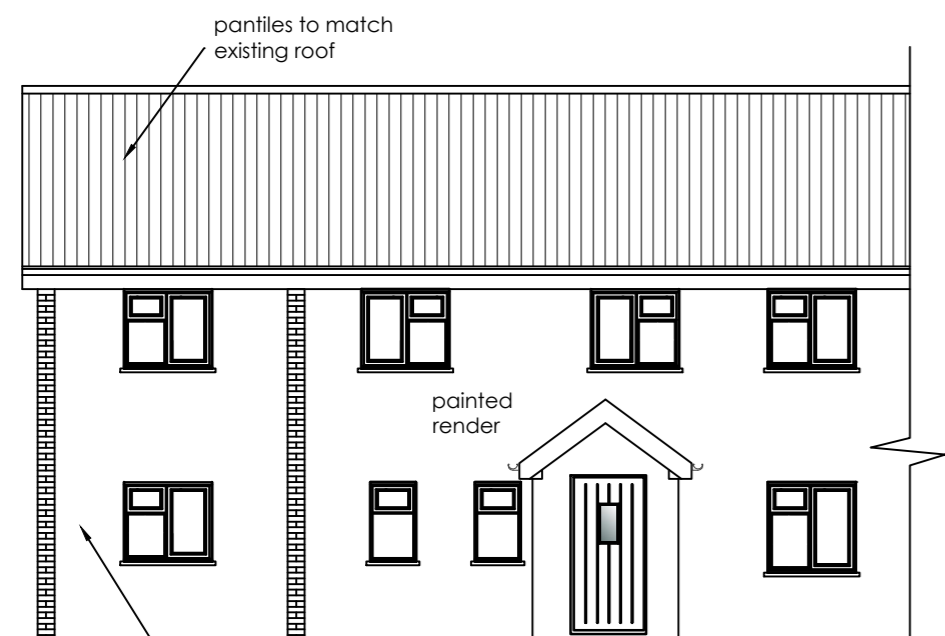 pantiles to match
existing roof
painted
render